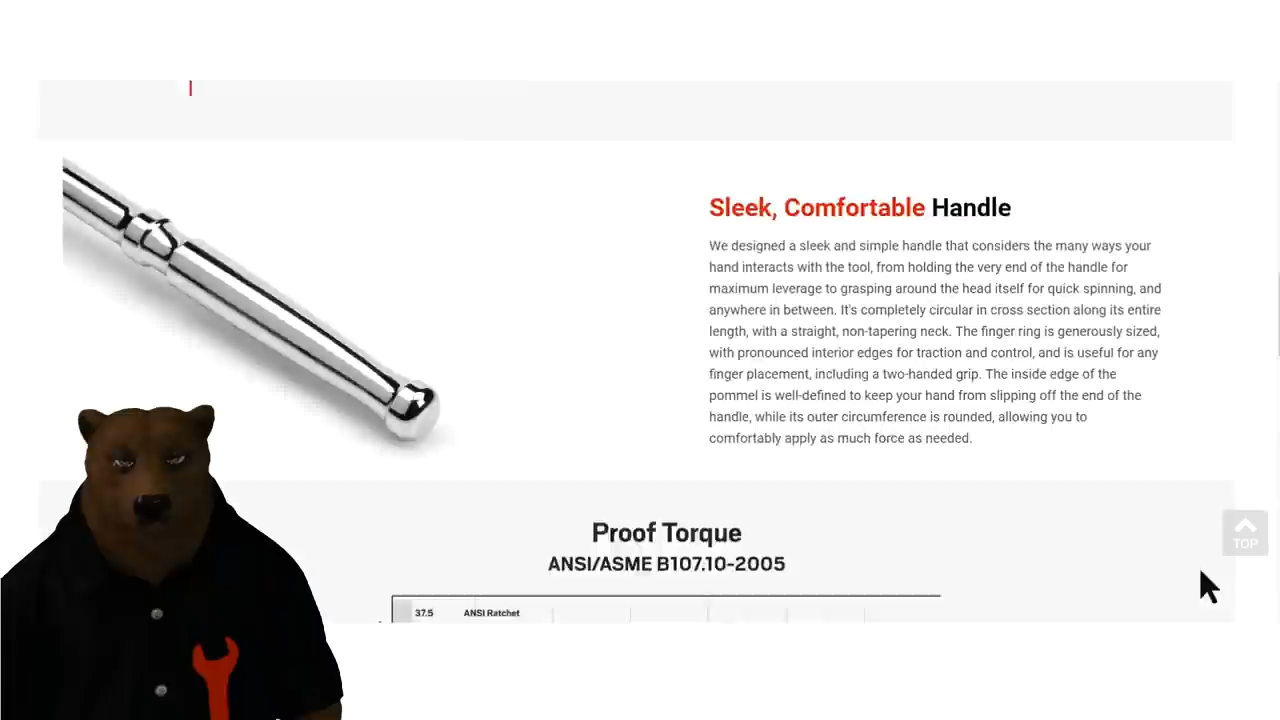 Sleek, Comfortable Handle
We designed a sleek and simple handle that considers the many ways your
hand interacts with the tool, from holding the very end of the handle for
maximum leverage to grasping around the head itself for quick spinning, and
anywhere in between. It's completely circular in cross section along its entire
length, with a straight, non-tapering neck. The finger ring is generously sized,
with pronounced interior edges for traction and control, and is useful for any
finger placement, including a two-handed grip. The inside edge of the
pommel is well-defined to keep your hand from slipping off the end of the
handle, while its outer circumference is rounded, allowing you to
comfortably apply as much force as needed.
Proof Torque
ANSI/ASME B107.10-2005
TOP
37.5 ANSI Ratchet